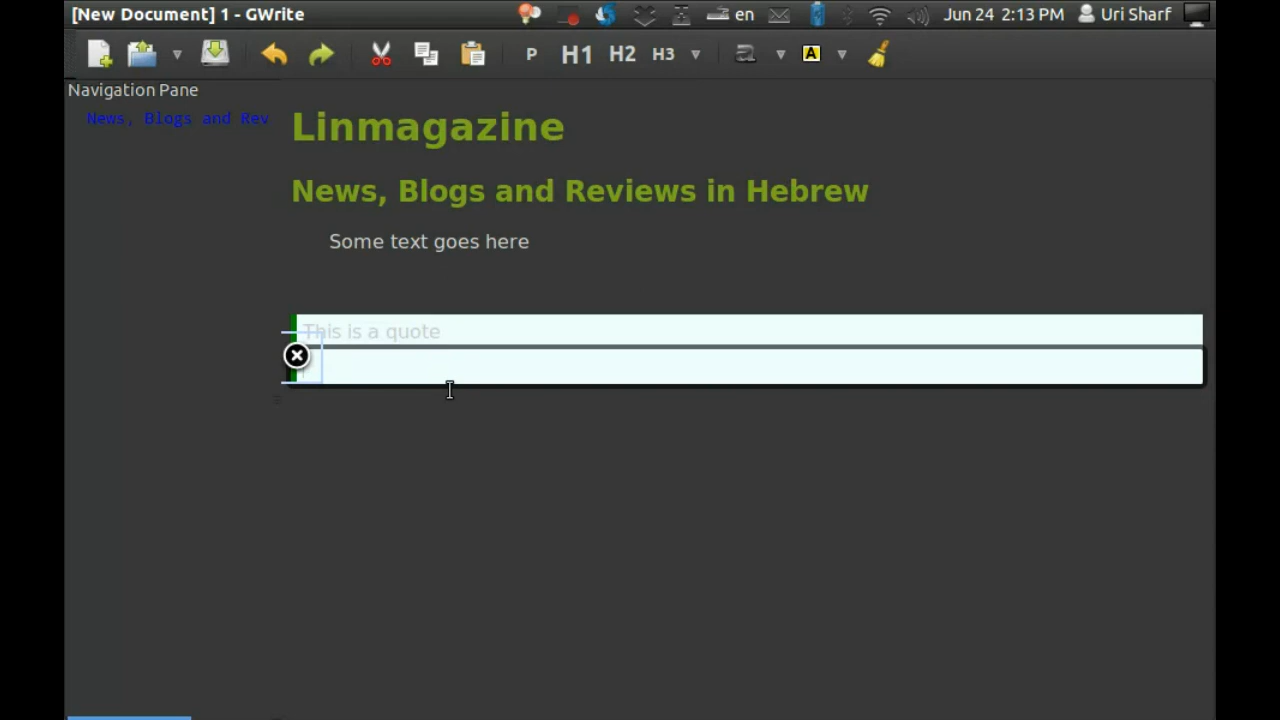 [New Document] 1 - GWrite en Jun 24 2:13 PM Uri Sharf
P H1 H2 H3 a A
Navigation Pane
News, Blogs and Rev
Linmagazine
News, Blogs and Reviews in Hebrew
Some text goes here
This is a quote